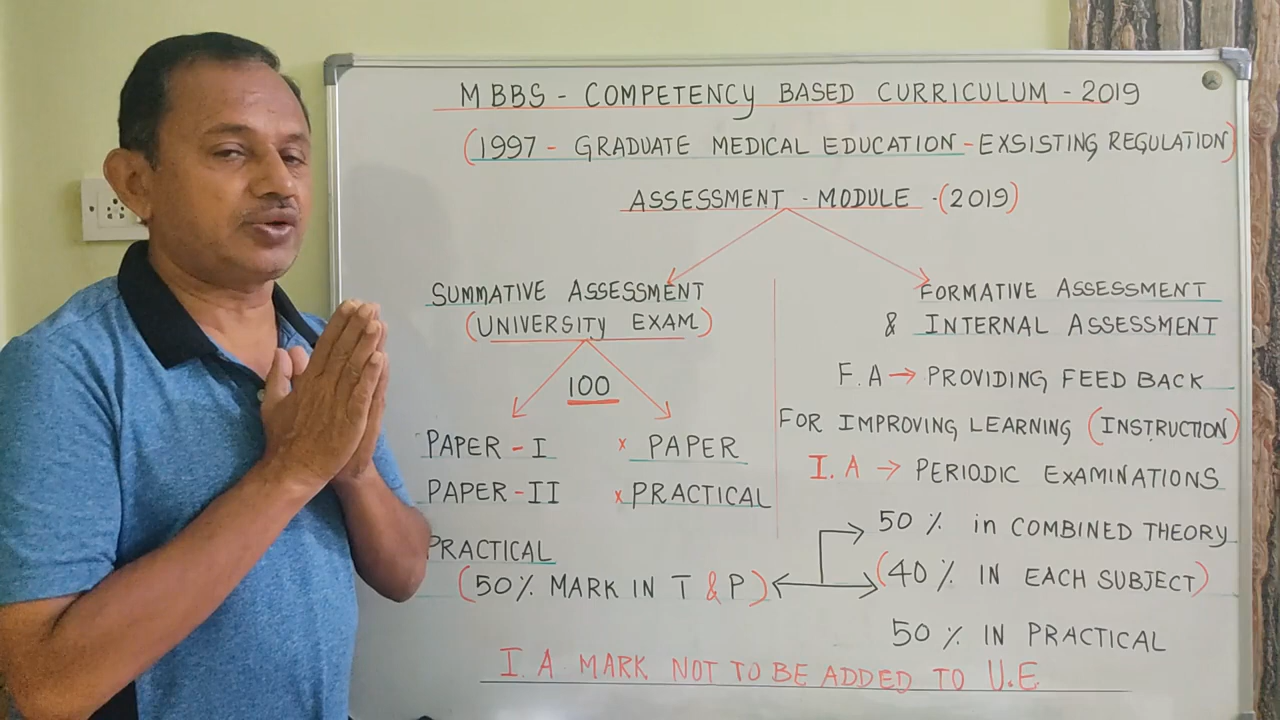 MBBS - COMPETENCY BASED CURRICULUM - 2019
(1997 - GRADUATE MEDICAL EDUCATION - EXSISTING REGULATION)
ASSESSMENT - MODULE - (2019)
SUMMATIVE ASSESSMENT
(UNIVERSITY EXAM)
100
PAPER - I × PAPER
PAPER - II × PRACTICAL
PRACTICAL
(50% MARK IN T & P)
FORMATIVE ASSESSMENT
& INTERNAL ASSESSMENT
F.A → PROVIDING FEED BACK
FOR IMPROVING LEARNING (INSTRUCTION)
I.A → PERIODIC EXAMINATIONS
50 % in COMBINED THEORY
(40 % IN EACH SUBJECT)
50 % IN PRACTICAL
I.A MARK NOT TO BE ADDED TO U.E